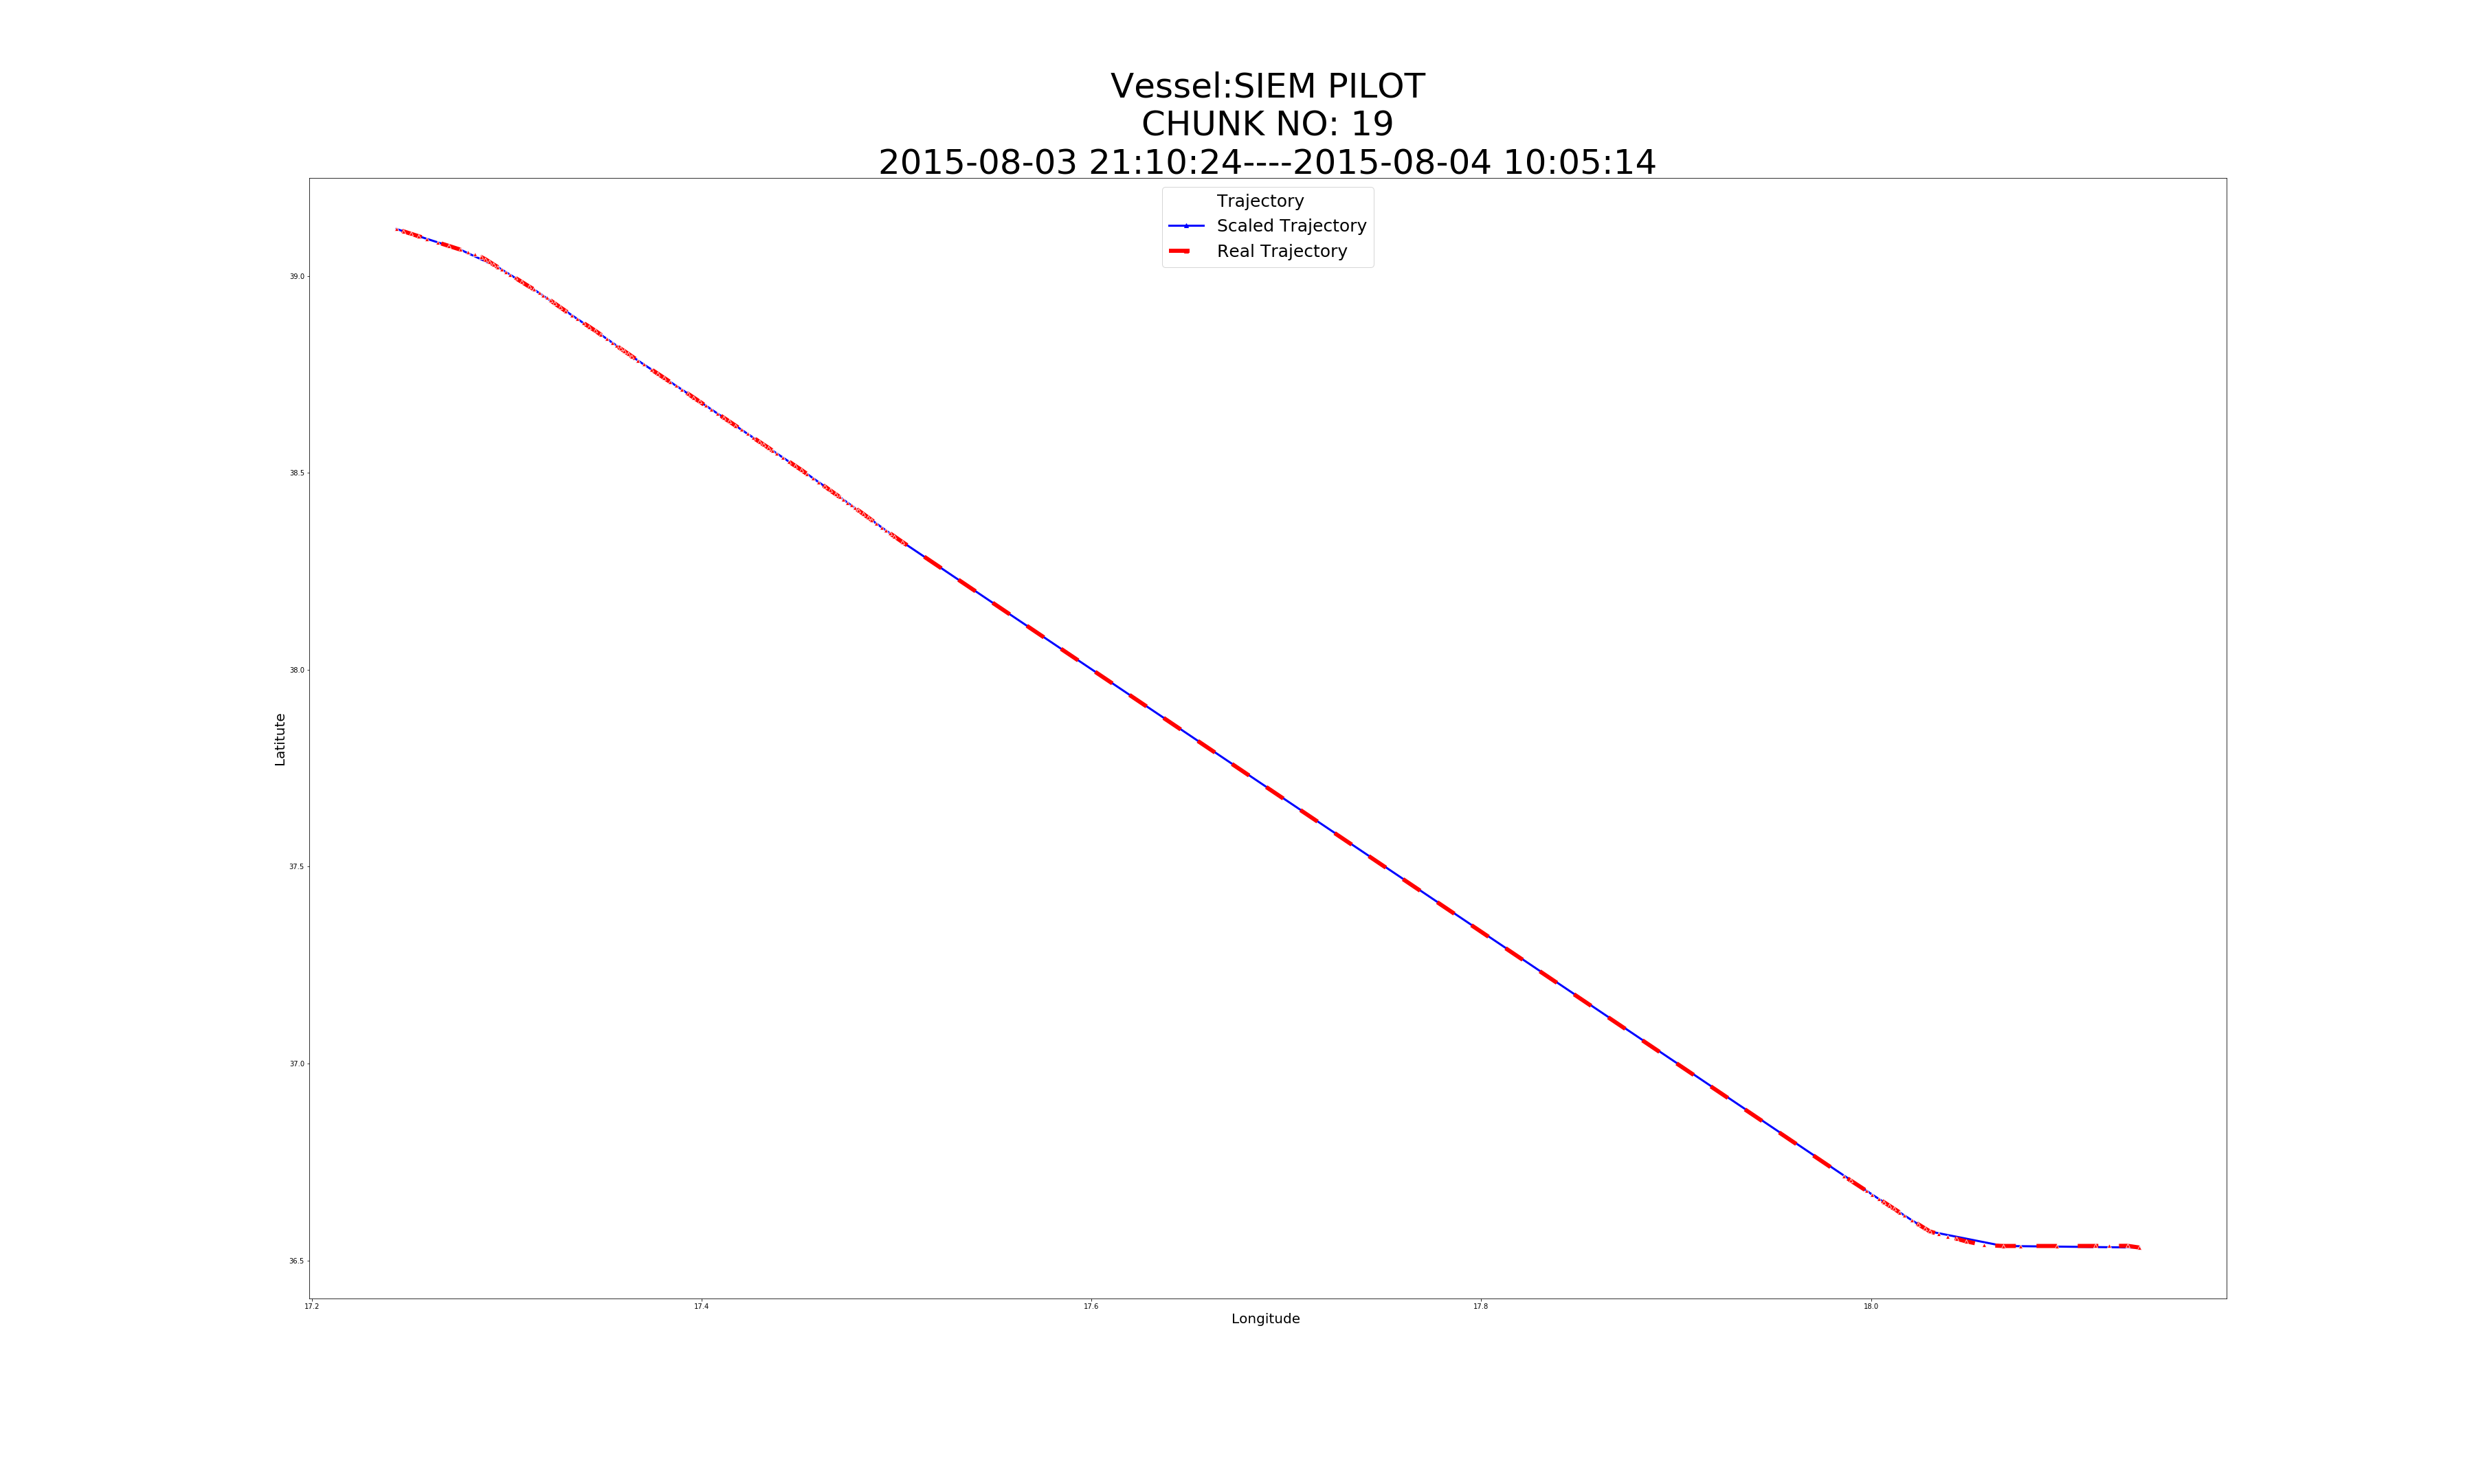 Vessel:SIEM PILOT
CHUNK NO: 19
2015-08-03 21:10:24----2015-08-04 10:05:14
Trajectory
Scaled Trajectory
Real Trajectory
39.0
38.5
38.0
37.5
37.0
36.5
Latitute
17.2 17.4 17.6 17.8 18.0
Longitude